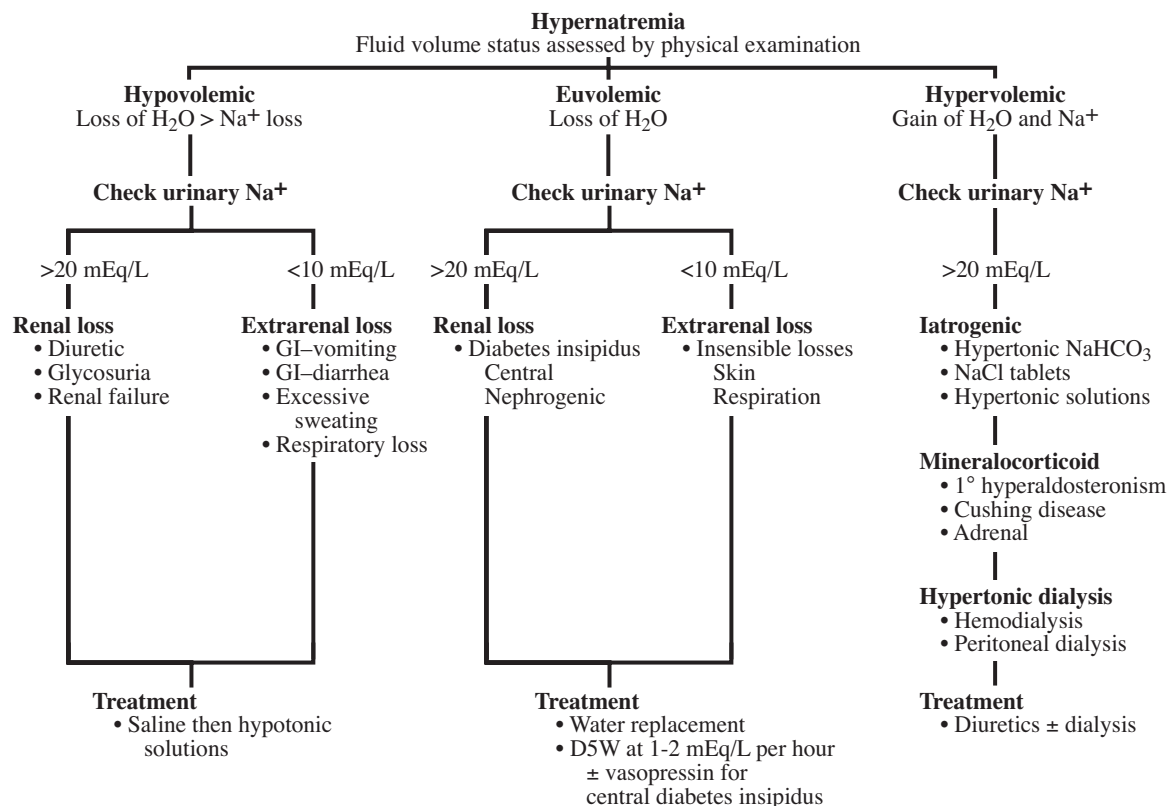 Hypernatremia
Fluid volume status assessed by physical examination
Hypovolemic
Loss of H₂O > Na⁺ loss
Check urinary Na⁺
>20 mEq/L
<10 mEq/L
Renal loss
• Diuretic
• Glycosuria
• Renal failure
Extrarenal loss
• GI–vomiting
• GI–diarrhea
• Excessive
sweating
• Respiratory loss
Treatment
• Saline then hypotonic
solutions
Euvolemic
Loss of H₂O
Check urinary Na⁺
>20 mEq/L
<10 mEq/L
Renal loss
• Diabetes insipidus
Central
Nephrogenic
Extrarenal loss
• Insensible losses
Skin
Respiration
Treatment
• Water replacement
• D5W at 1-2 mEq/L per hour
± vasopressin for
central diabetes insipidus
Hypervolemic
Gain of H₂O and Na⁺
Check urinary Na⁺
>20 mEq/L
Iatrogenic
• Hypertonic NaHCO₃
• NaCl tablets
• Hypertonic solutions
Mineralocorticoid
• 1° hyperaldosteronism
• Cushing disease
• Adrenal
Hypertonic dialysis
• Hemodialysis
• Peritoneal dialysis
Treatment
• Diuretics ± dialysis